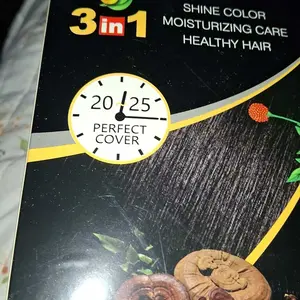 3in1
SHINE COLOR
MOISTURIZING CARE
HEALTHY HAIR
20 25
PERFECT
COVER